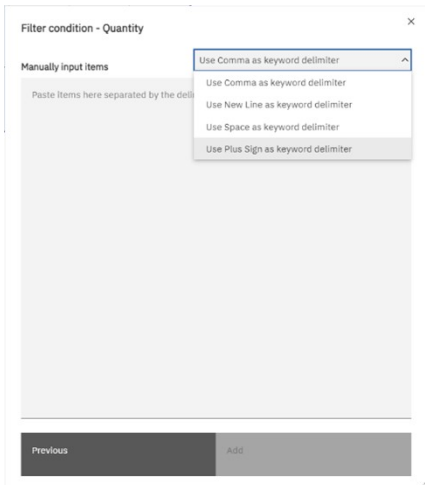 Filter condition - Quantity
Manually input items
Use Comma as keyword delimiter
Paste items here separated by the deli
Use Comma as keyword delimiter
Use New Line as keyword delimiter
Use Space as keyword delimiter
Use Plus Sign as keyword delimiter
Previous
Add